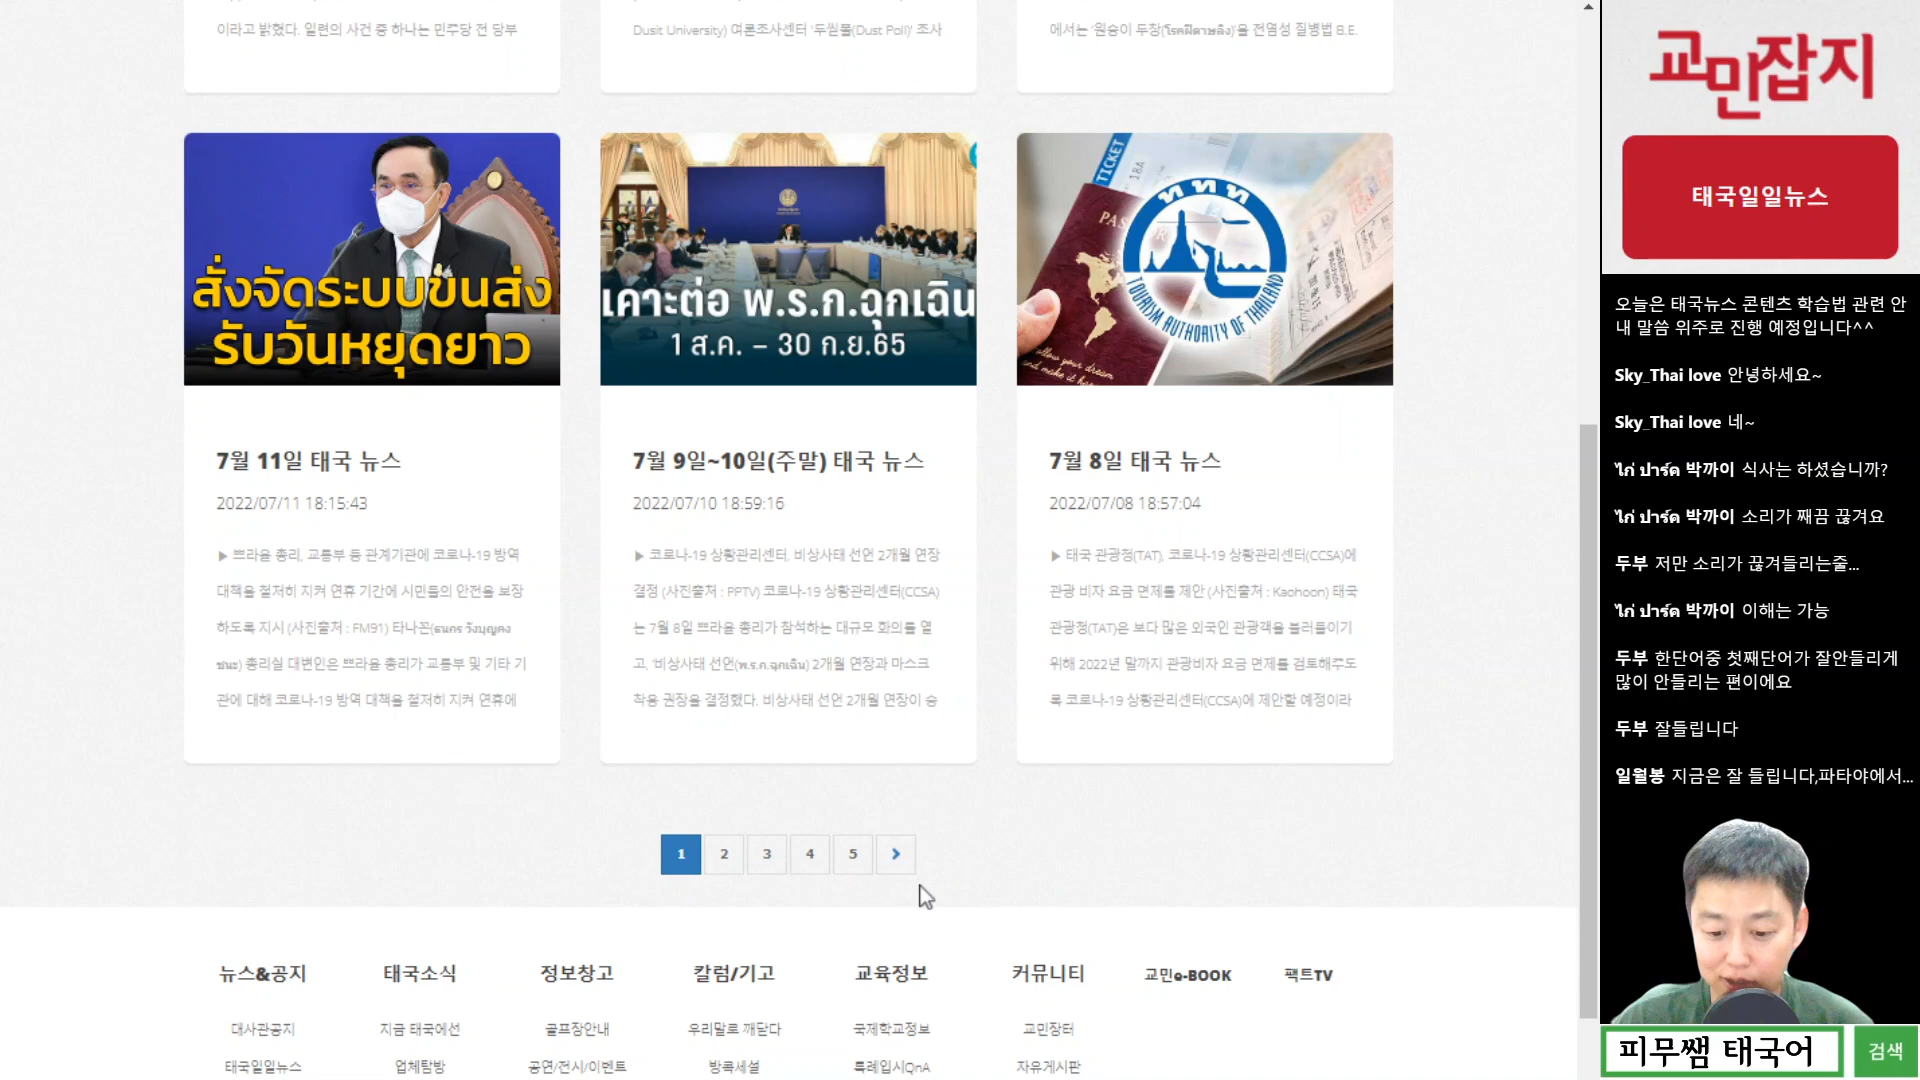 이라고 밝혔다. 일련의 사건 중 하나는 민주당 전 당부
Dusit University) 여론조사센터 '두씯폴(Dust Poll)' 조사
에서는 '원숭이 두창(โรคฝีดาษลิง)'을 전염성 질병법 B.E.
สั่งจัดระบบขนส่ง
รับวันหยุดยาว
7월 11일 태국 뉴스
2022/07/11 18:15:43
▶ 쁘라윳 총리, 교통부 등 관계기관에 코로나-19 방역
대책을 철저히 지켜 연휴 기간에 시민들의 안전을 보장
하도록 지시 (사진출처 : FM91) 타나꼰(ธนกร วังบุญคง
ชนะ) 총리실 대변인은 쁘라윳 총리가 교통부 및 기타 기
관에 대해 코로나-19 방역 대책을 철저히 지켜 연휴에
เคาะต่อ พ.ร.ก.ฉุกเฉิน
1 ส.ค. – 30 ก.ย.65
7월 9일~10일(주말) 태국 뉴스
2022/07/10 18:59:16
▶ 코로나-19 상황관리센터, 비상사태 선언 2개월 연장
결정 (사진출처 : PPTV) 코로나-19 상황관리센터(CCSA)
는 7월 8일 쁘라윳 총리가 참석하는 대규모 회의를 열
고, '비상사태 선언(พ.ร.ก.ฉุกเฉิน) 2개월 연장과 마스크
착용 권장을 결정했다. 비상사태 선언 2개월 연장이 승
TICKET
18A
ททท
TOURISM AUTHORITY OF THAILAND
allow your dream
and make it
7월 8일 태국 뉴스
2022/07/08 18:57:04
▶ 태국 관광청(TAT), 코로나-19 상황관리센터(CCSA)에
관광 비자 요금 면제를 제안 (사진출처 : Kaohoon) 태국
관광청(TAT)은 보다 많은 외국인 관광객을 불러들이기
위해 2022년 말까지 관광비자 요금 면제를 검토해주도
록 코로나-19 상황관리센터(CCSA)에 제안할 예정이라
1 2 3 4 5
뉴스&공지 태국소식 정보창고 칼럼/기고 교육정보 커뮤니티 교민e-BOOK 팩트TV
대사관공지 지금 태국에선 골프장안내 우리말로 깨닫다 국제학교정보 교민장터
태국일일뉴스 업체탐방 공연/전시/이벤트 방콕세설 특례입시QnA 자유게시판
교민잡지
태국일일뉴스
오늘은 태국뉴스 콘텐츠 학습법 관련 안
내 말씀 위주로 진행 예정입니다^^
Sky_Thai love 안녕하세요~
Sky_Thai love 네~
ไก่ ปาร์ค 박까이 식사는 하셨습니까?
ไก่ ปาร์ค 박까이 소리가 째끔 끊겨요
두부 저만 소리가 끊겨들리는줄...
ไก่ ปาร์ค 박까이 이해는 가능
두부 한단어중 첫째단어가 잘안들리게
많이 안들리는 편이에요
두부 잘들립니다
일월봉 지금은 잘 들립니다,파타야에서...
피무쌤 태국어
검색